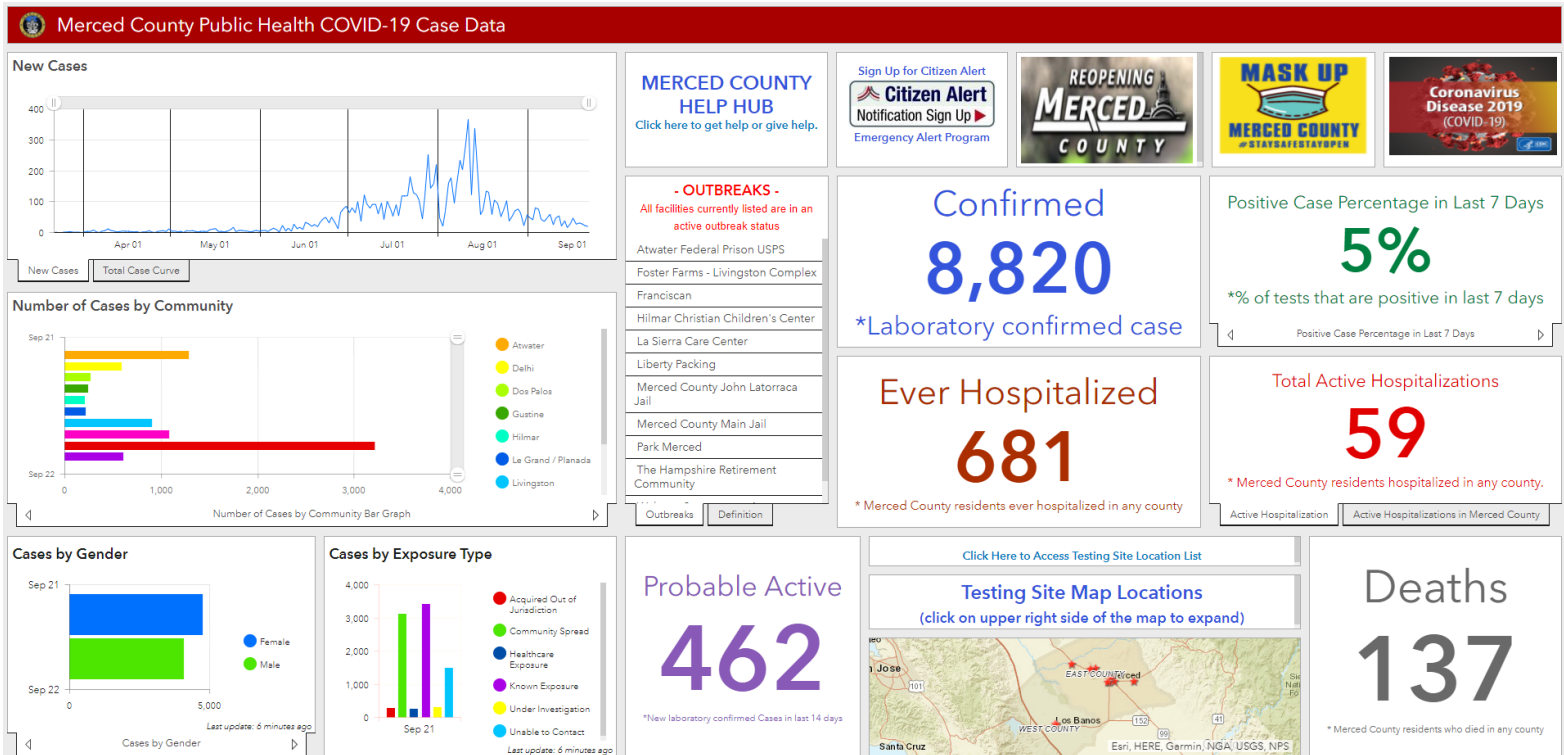 Merced County Public Health COVID-19 Case Data
New Cases
400
300
200
100
0
Apr 01
May 01
Jun 01
Jul 01
Aug 01
Sep 01
New Cases
Total Case Curve
MERCED COUNTY
HELP HUB
Click here to get help or give help.
Sign Up for Citizen Alert
Citizen Alert
Notification Sign Up
Emergency Alert Program
REOPENING
MERCED
COUNTY
MASK UP
MERCED COUNTY
#STAYSAFESTAYOPEN
Coronavirus
Disease 2019
(COVID-19)
CDC
Number of Cases by Community
Sep 21
Sep 22
0
1,000
2,000
3,000
4,000
Atwater
Delhi
Dos Palos
Gustine
Hilmar
Le Grand / Planada
Livingston
Number of Cases by Community Bar Graph
- OUTBREAKS -
All facilities currently listed are in an
active outbreak status
Atwater Federal Prison USPS
Foster Farms - Livingston Complex
Franciscan
Hilmar Christian Children's Center
La Sierra Care Center
Liberty Packing
Merced County John Latorraca
Jail
Merced County Main Jail
Park Merced
The Hampshire Retirement
Community
Outbreaks
Definition
Confirmed
8,820
*Laboratory confirmed case
Positive Case Percentage in Last 7 Days
5%
*% of tests that are positive in last 7 days
Positive Case Percentage in Last 7 Days
Ever Hospitalized
681
* Merced County residents ever hospitalized in any county
Total Active Hospitalizations
59
* Merced County residents hospitalized in any county.
Active Hospitalization
Active Hospitalizations in Merced County
Cases by Gender
Sep 21
Sep 22
0
5,000
Female
Male
Last update: 6 minutes ago
Cases by Gender
Cases by Exposure Type
4,000
3,000
2,000
1,000
0
Sep 21
Acquired Out of
Jurisdiction
Community Spread
Healthcare
Exposure
Known Exposure
Under Investigation
Unable to Contact
Last update: 6 minutes ago
Probable Active
462
*New laboratory confirmed Cases in last 14 days
Click Here to Access Testing Site Location List
Testing Site Map Locations
(click on upper right side of the map to expand)
Jose
101
EAST COUNTY
WEST COUNTY
Los Banos
152
99
41
Santa Cruz
Esri, HERE, Garmin, NGA, USGS, NPS
Deaths
137
* Merced County residents who died in any county